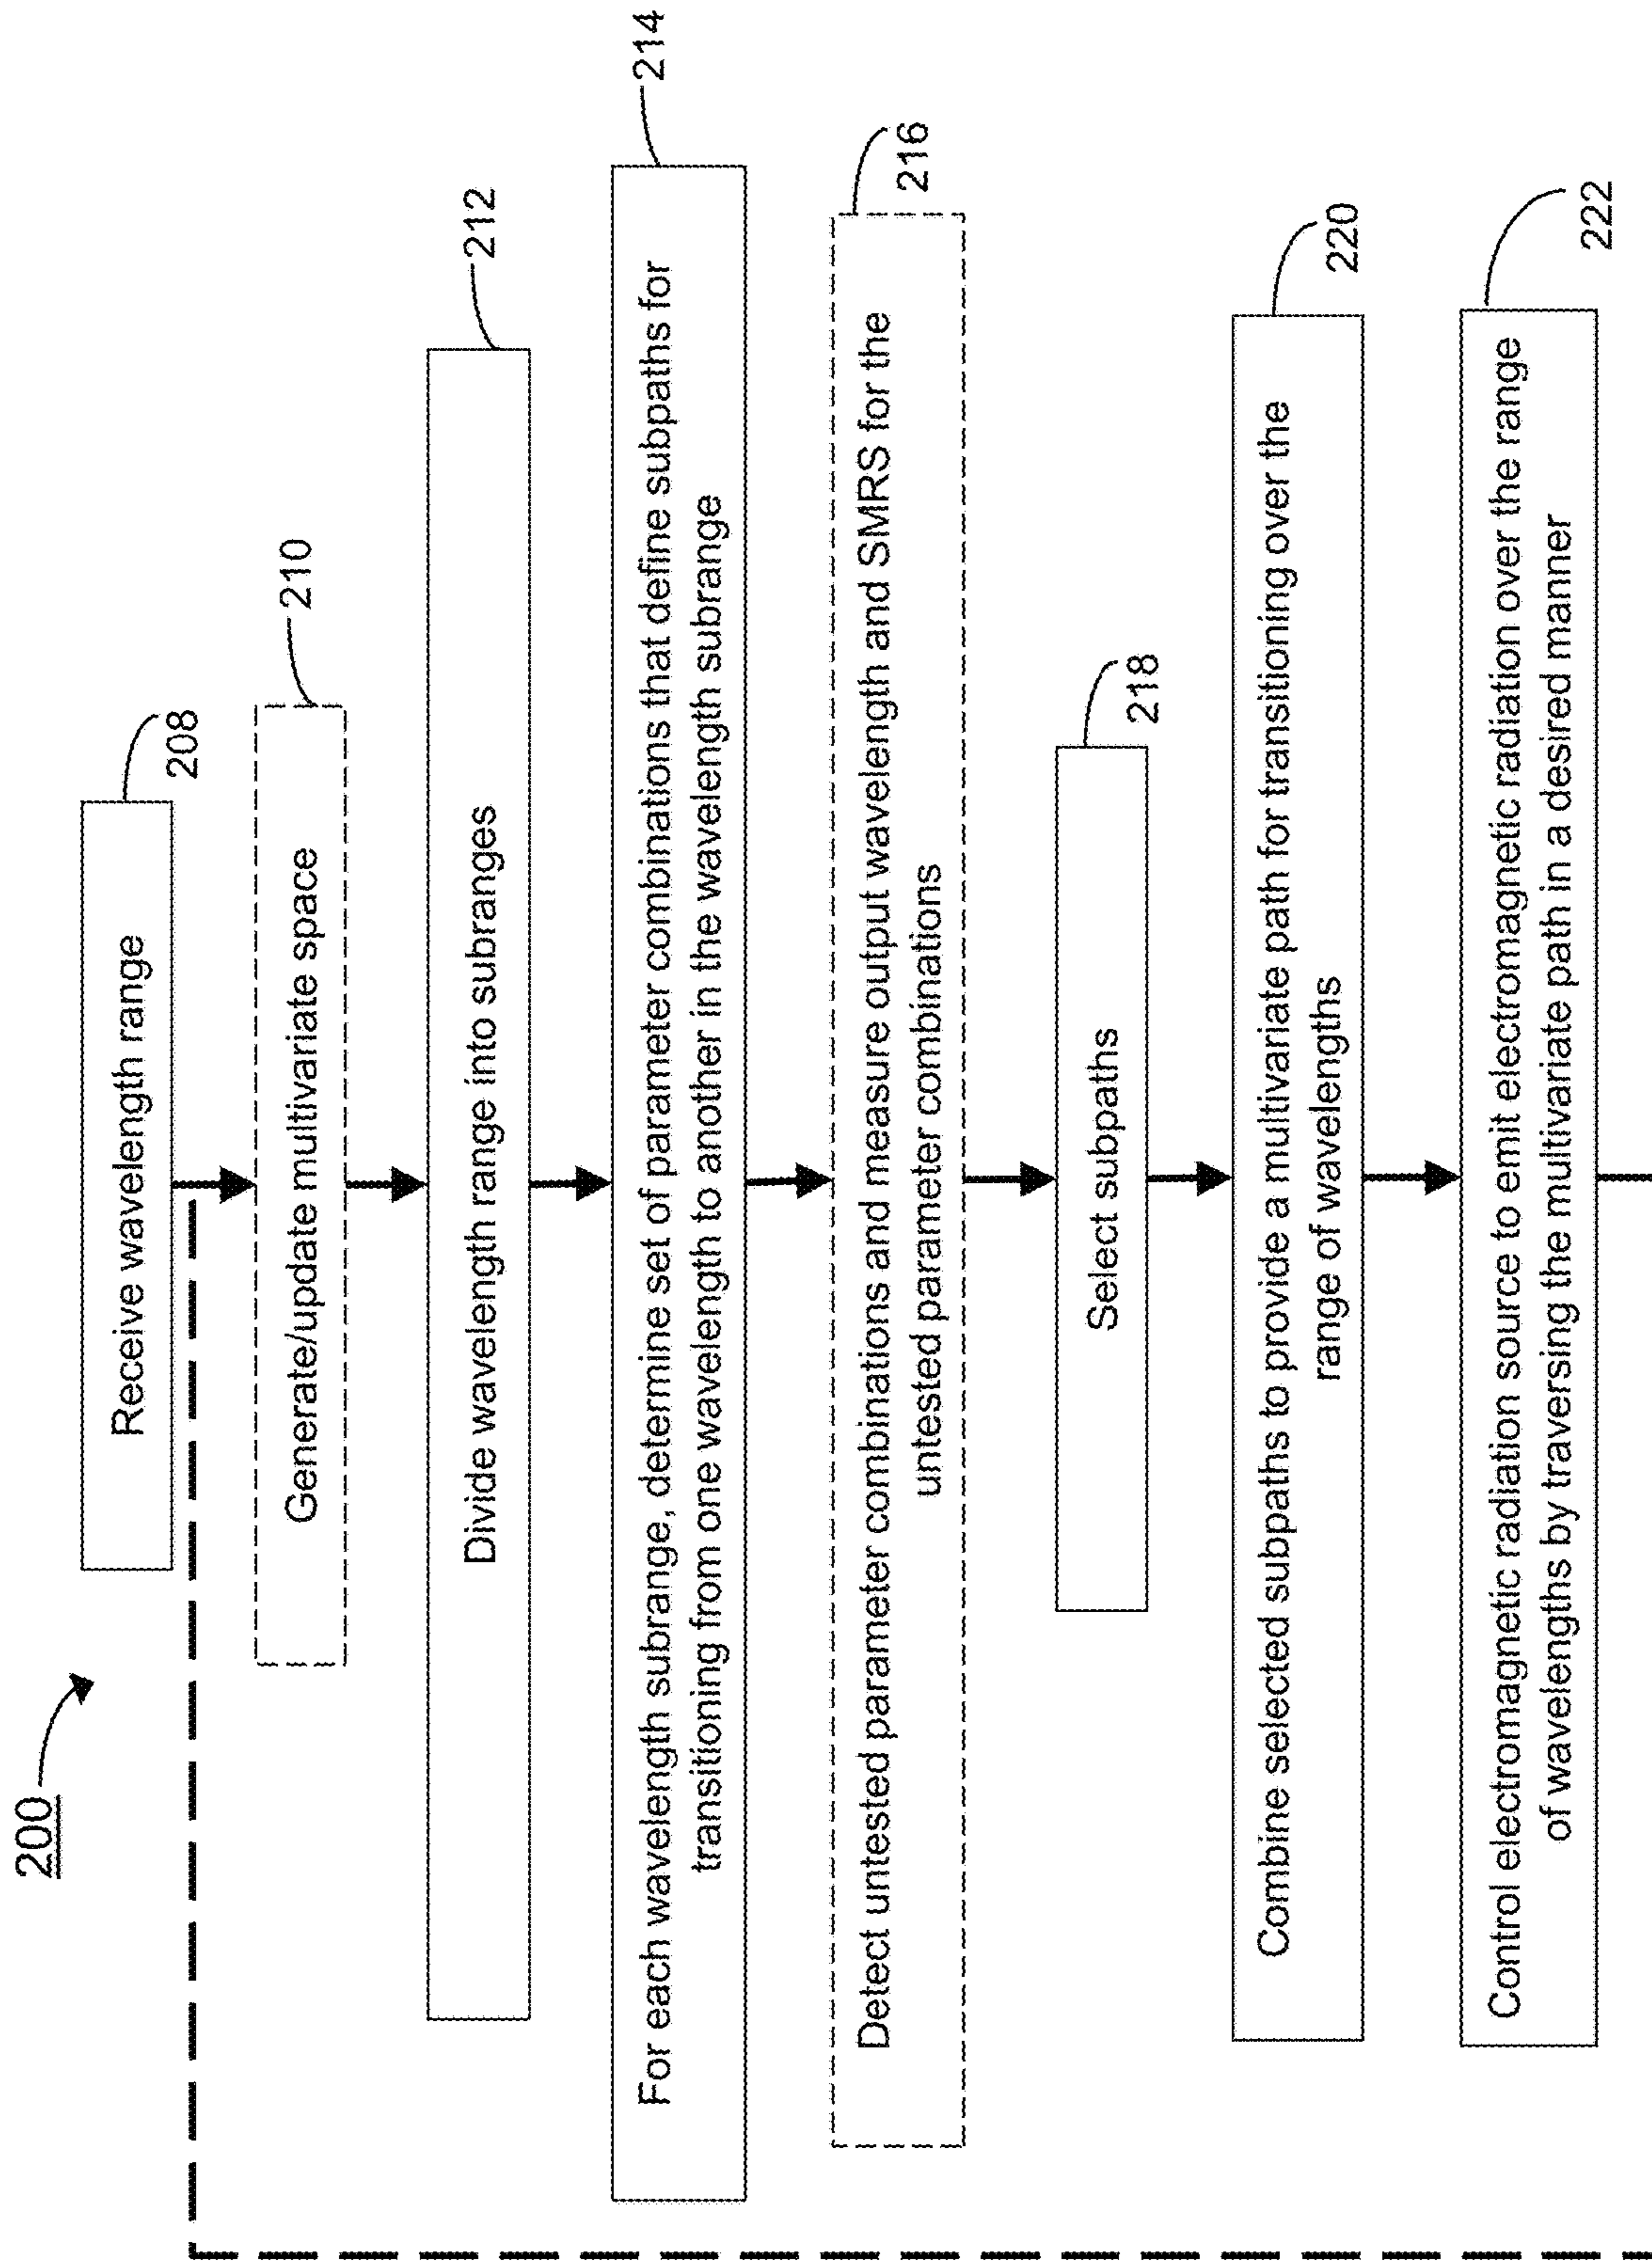 200
Receive wavelength range
208
Generate/update multivariate space
210
Divide wavelength range into subranges
212
For each wavelength subrange, determine set of parameter combinations that define subpaths for
transitioning from one wavelength to another in the wavelength subrange
214
Detect untested parameter combinations and measure output wavelength and SMRS for the
untested parameter combinations
216
Select subpaths
218
Combine selected subpaths to provide a multivariate path for transitioning over the
range of wavelengths
220
Control electromagnetic radiation source to emit electromagnetic radiation over the range
of wavelengths by traversing the multivariate path in a desired manner
222